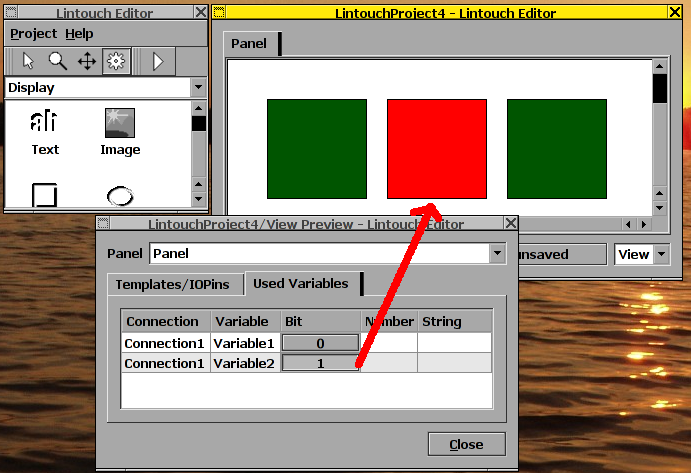 Lintouch Editor
Project Help
Display
Text Image
LintouchProject4 - Lintouch Editor
Panel
unsaved View
LintouchProject4/View Preview - Lintouch Editor
Panel Panel
Templates/IOPins Used Variables
Connection Variable Bit Number String
Connection1 Variable1 0
Connection1 Variable2 1
Close